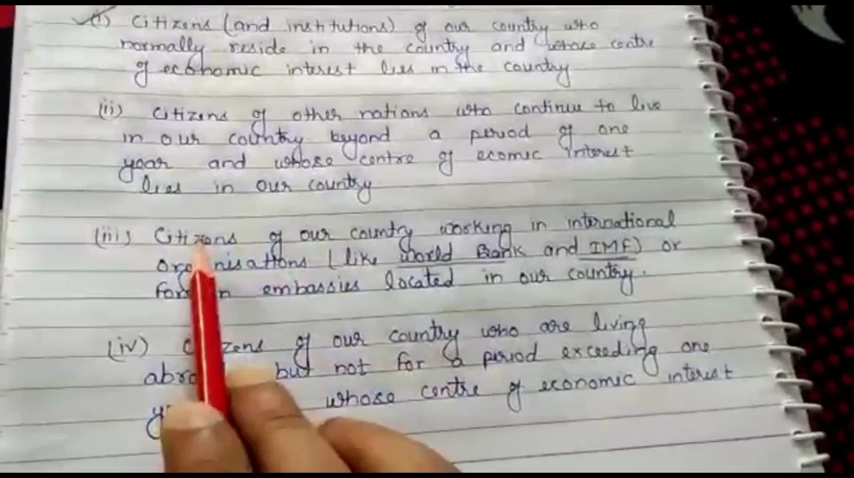 (i) Citizens (and institutions) of our country who
normally reside in the country and whose centre
of economic interest lies in the country
(ii) Citizens of other nations who continue to live
in our country beyond a period of one
year and whose centre of ecomic interest
lies in our country
(iii) Citizens of our country working in international
organisations (like World Bank and IMF) or
embassies located in our country.
(iv) of our country who are living
but not for a period exceeding one
whose centre of economic interest